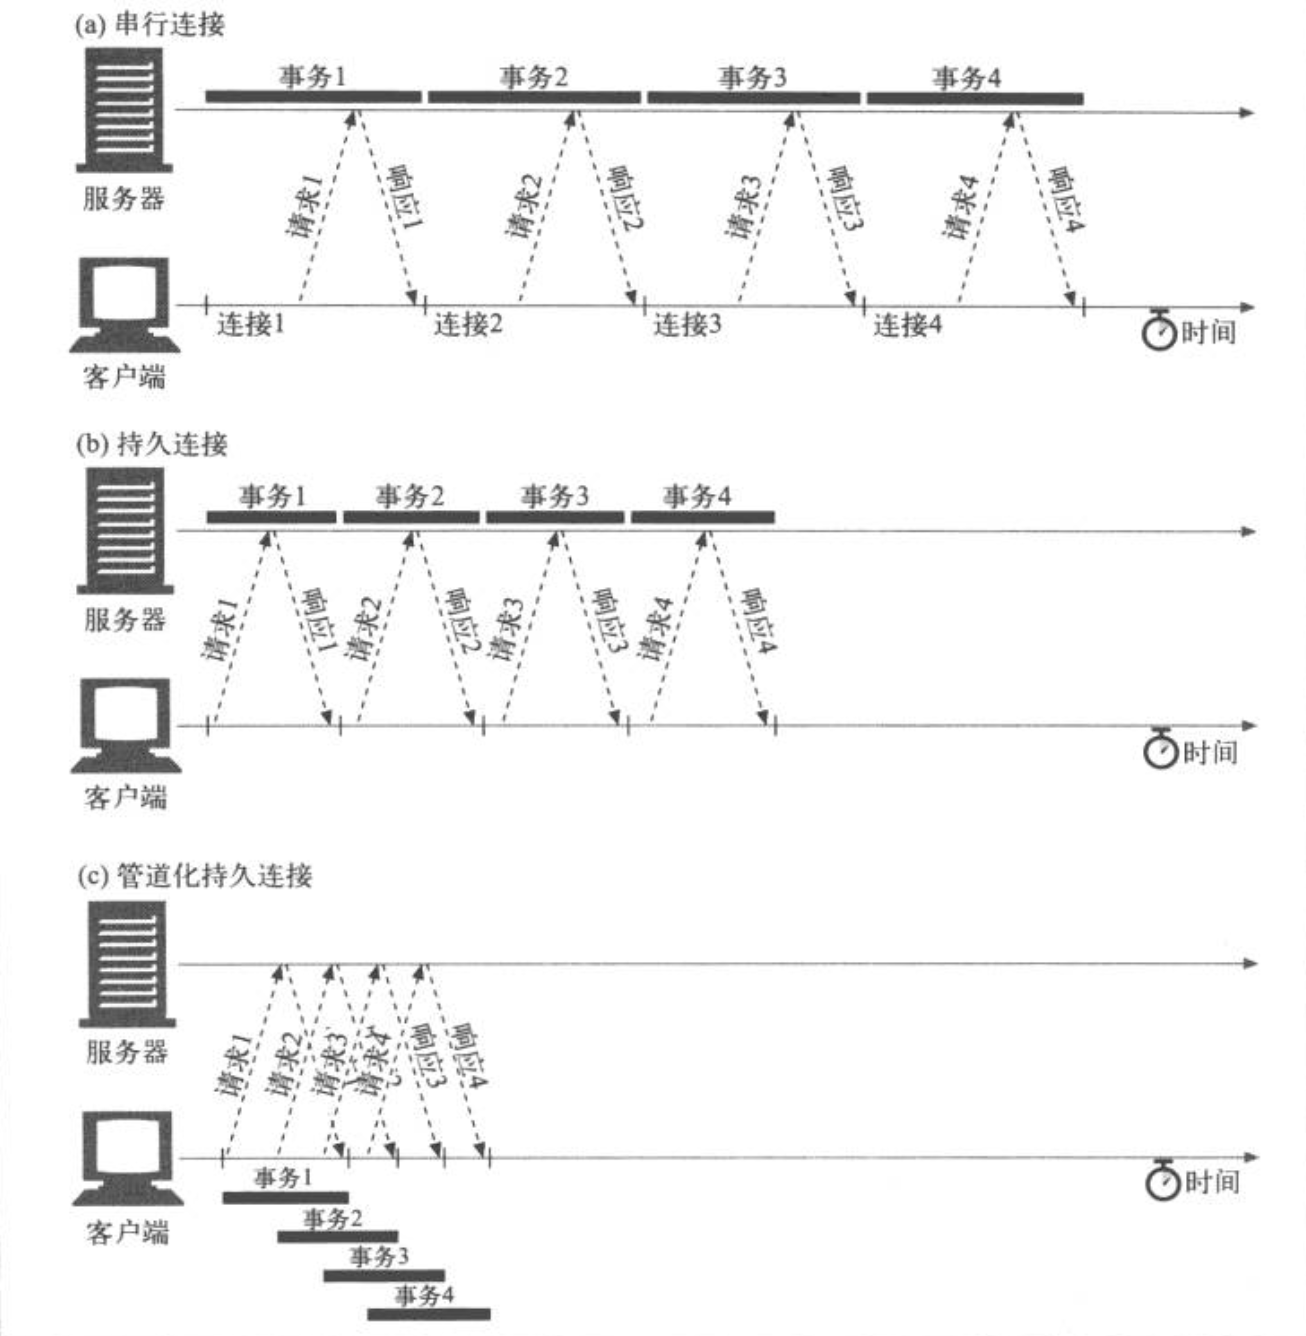 (a) 串行连接
事务1 事务2 事务3 事务4
服务器
请求1 响应1 请求2 响应2 请求3 响应3 请求4 响应4
连接1 连接2 连接3 连接4
时间
客户端
(b) 持久连接
事务1 事务2 事务3 事务4
服务器
请求1 响应1 请求2 响应2 请求3 响应3 请求4 响应4
时间
客户端
(c) 管道化持久连接
服务器
请求1 请求2 请求3 请求4 响应3 响应4
时间
客户端
事务1
事务2
事务3
事务4